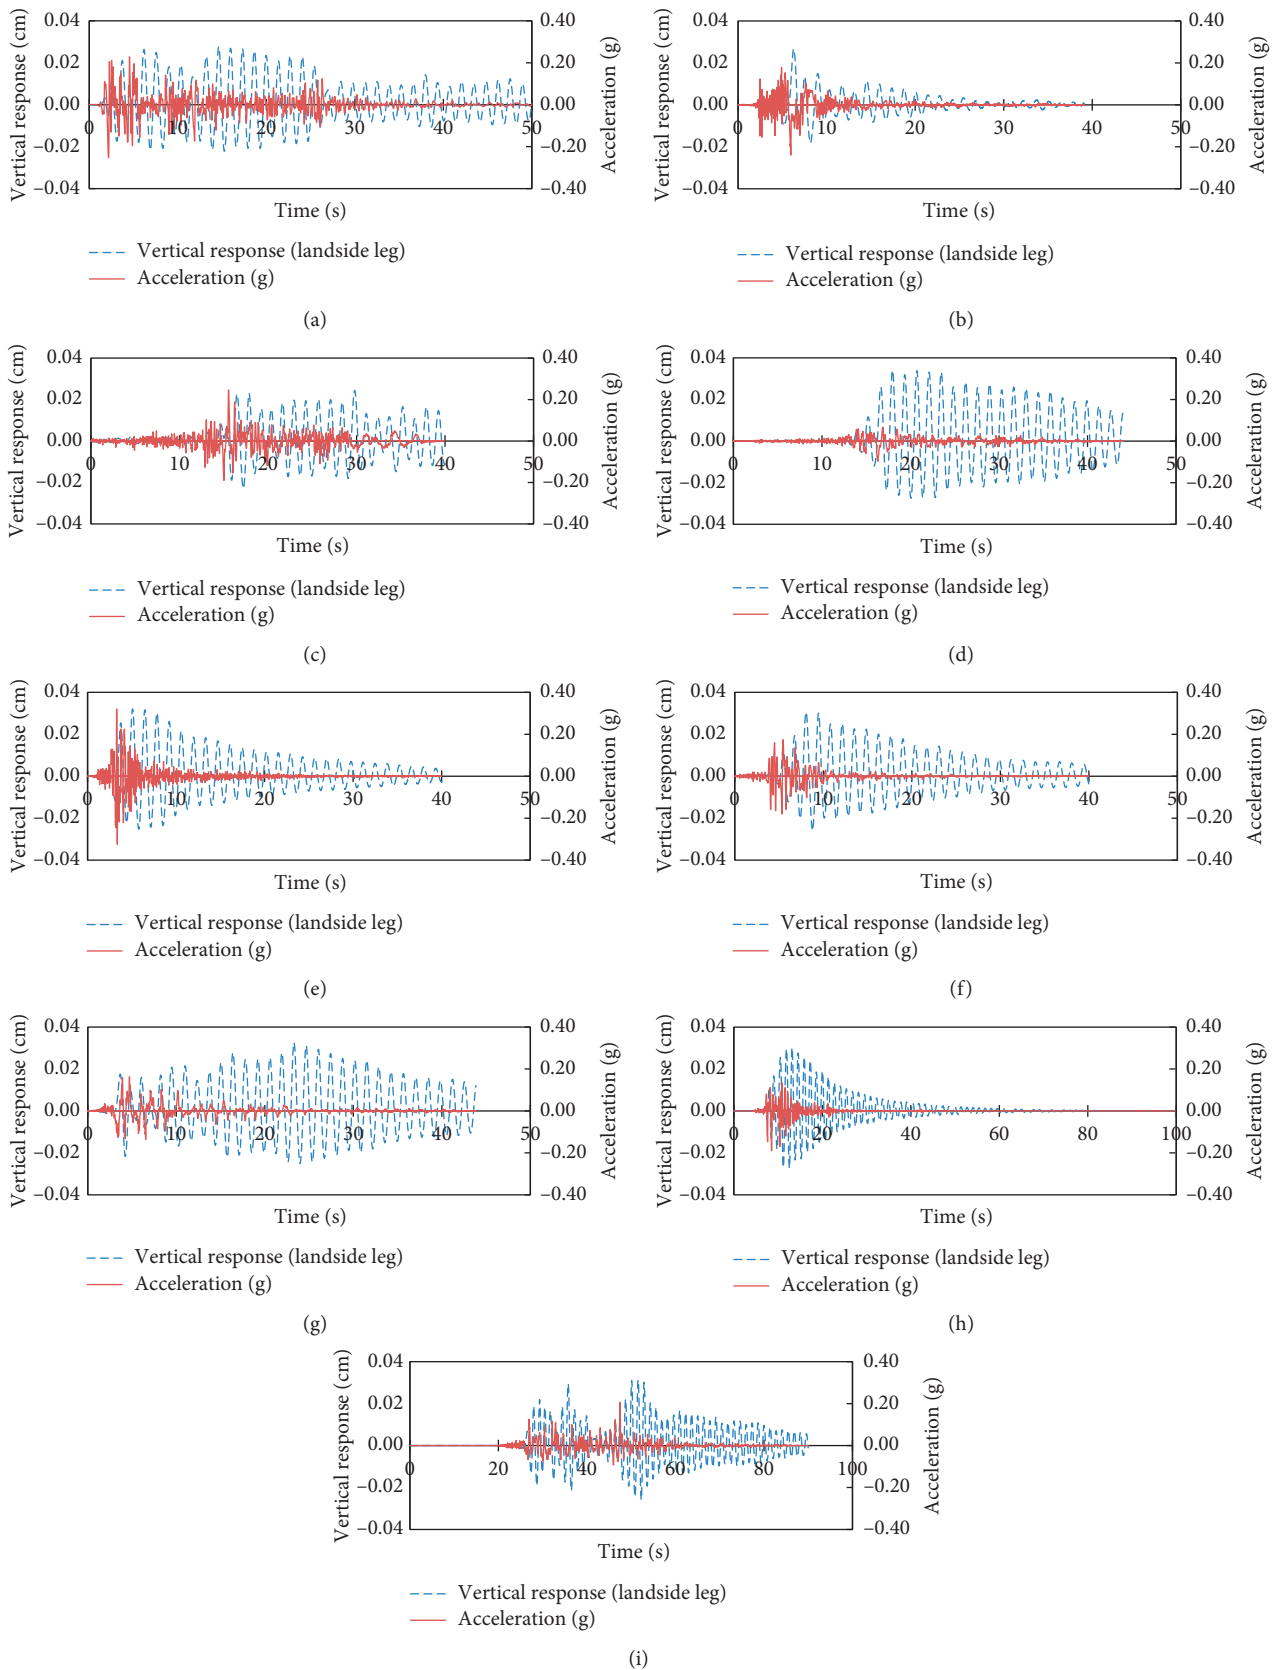 Vertical response (cm)
0.04
0.02
0.00
−0.02
−0.04
0 10 20 30 40 50
0.40
0.20
0.00
−0.20
−0.40
Acceleration (g)
Time (s)
Vertical response (landside leg)
Acceleration (g)
(a)
Vertical response (cm)
0.04
0.02
0.00
−0.02
−0.04
0 10 20 30 40 50
0.40
0.20
0.00
−0.20
−0.40
Acceleration (g)
Time (s)
Vertical response (landside leg)
Acceleration (g)
(b)
Vertical response (cm)
0.04
0.02
0.00
−0.02
−0.04
0 10 20 30 40 50
0.40
0.20
0.00
−0.20
−0.40
Acceleration (g)
Time (s)
Vertical response (landside leg)
Acceleration (g)
(c)
Vertical response (cm)
0.04
0.02
0.00
−0.02
−0.04
0 10 20 30 40 50
0.40
0.20
0.00
−0.20
−0.40
Acceleration (g)
Time (s)
Vertical response (landside leg)
Acceleration (g)
(d)
Vertical response (cm)
0.04
0.02
0.00
−0.02
−0.04
0 10 20 30 40 50
0.40
0.20
0.00
−0.20
−0.40
Acceleration (g)
Time (s)
Vertical response (landside leg)
Acceleration (g)
(e)
Vertical response (cm)
0.04
0.02
0.00
−0.02
−0.04
0 10 20 30 40 50
0.40
0.20
0.00
−0.20
−0.40
Acceleration (g)
Time (s)
Vertical response (landside leg)
Acceleration (g)
(f)
Vertical response (cm)
0.04
0.02
0.00
−0.02
−0.04
0 10 20 30 40 50
0.40
0.20
0.00
−0.20
−0.40
Acceleration (g)
Time (s)
Vertical response (landside leg)
Acceleration (g)
(g)
Vertical response (cm)
0.04
0.02
0.00
−0.02
−0.04
0 20 40 60 80 100
0.40
0.20
0.00
−0.20
−0.40
Acceleration (g)
Time (s)
Vertical response (landside leg)
Acceleration (g)
(h)
Vertical response (cm)
0.04
0.02
0.00
−0.02
−0.04
0 20 40 60 80 100
0.40
0.20
0.00
−0.20
−0.40
Acceleration (g)
Time (s)
Vertical response (landside leg)
Acceleration (g)
(i)